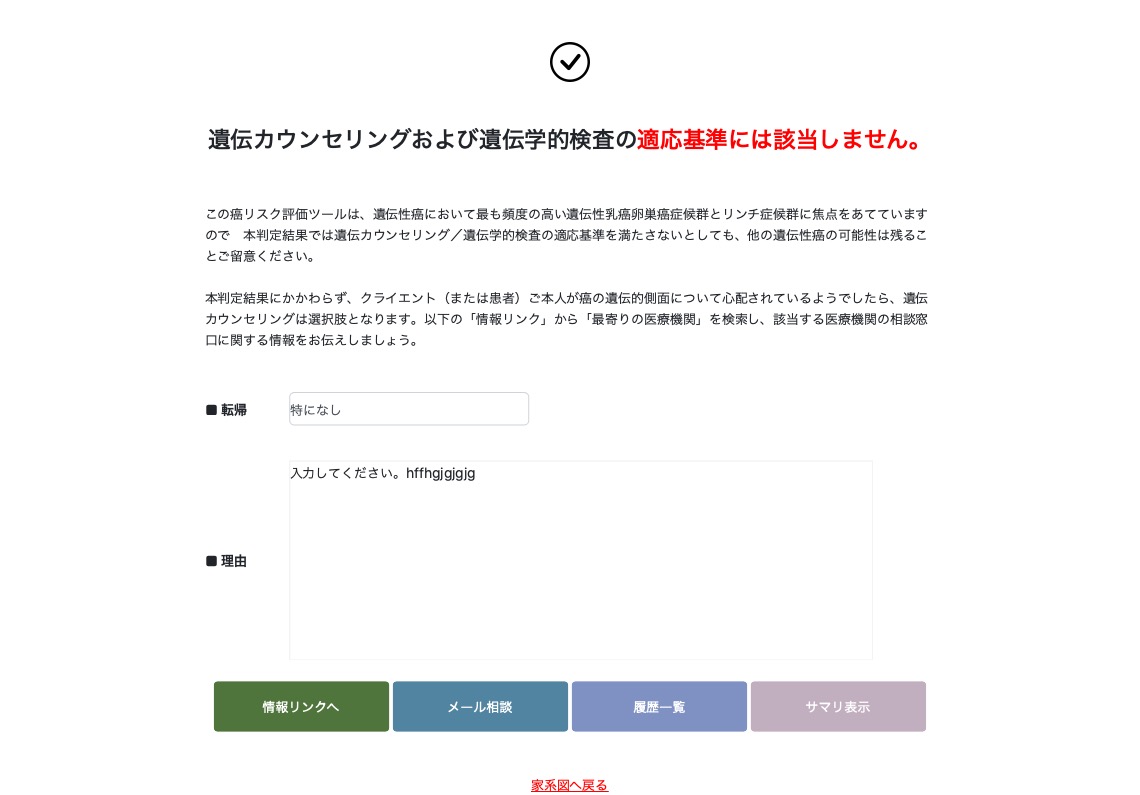 遺伝カウンセリングおよび遺伝学的検査の適応基準には該当しません。
この癌リスク評価ツールは、遺伝性癌において最も頻度の高い遺伝性乳癌卵巣癌症候群とリンチ症候群に焦点をあてています
ので　本判定結果では遺伝カウンセリング／遺伝学的検査の適応基準を満たさないとしても、他の遺伝性癌の可能性は残るこ
とご留意ください。
本判定結果にかかわらず、クライエント（または患者）ご本人が癌の遺伝的側面について心配されているようでしたら、遺伝
カウンセリングは選択肢となります。以下の「情報リンク」から「最寄りの医療機関」を検索し、該当する医療機関の相談窓
口に関する情報をお伝えしましょう。
■ 転帰 特になし
入力してください。hffhgjgjgjg
■ 理由
情報リンクへ メール相談 履歴一覧 サマリ表示
家系図へ戻る